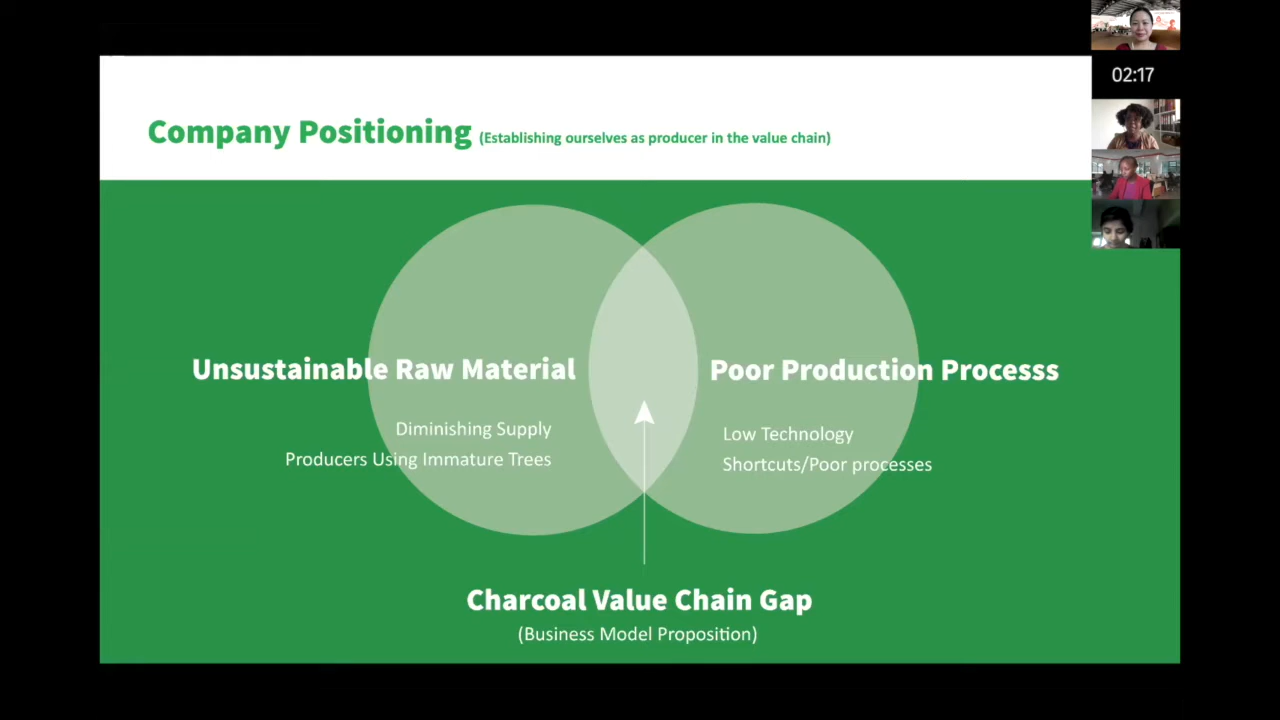 02:17
Company Positioning (Establishing ourselves as producer in the value chain)
Unsustainable Raw Material
Diminishing Supply
Producers Using Immature Trees
Poor Production Processs
Low Technology
Shortcuts/Poor processes
Charcoal Value Chain Gap
(Business Model Proposition)